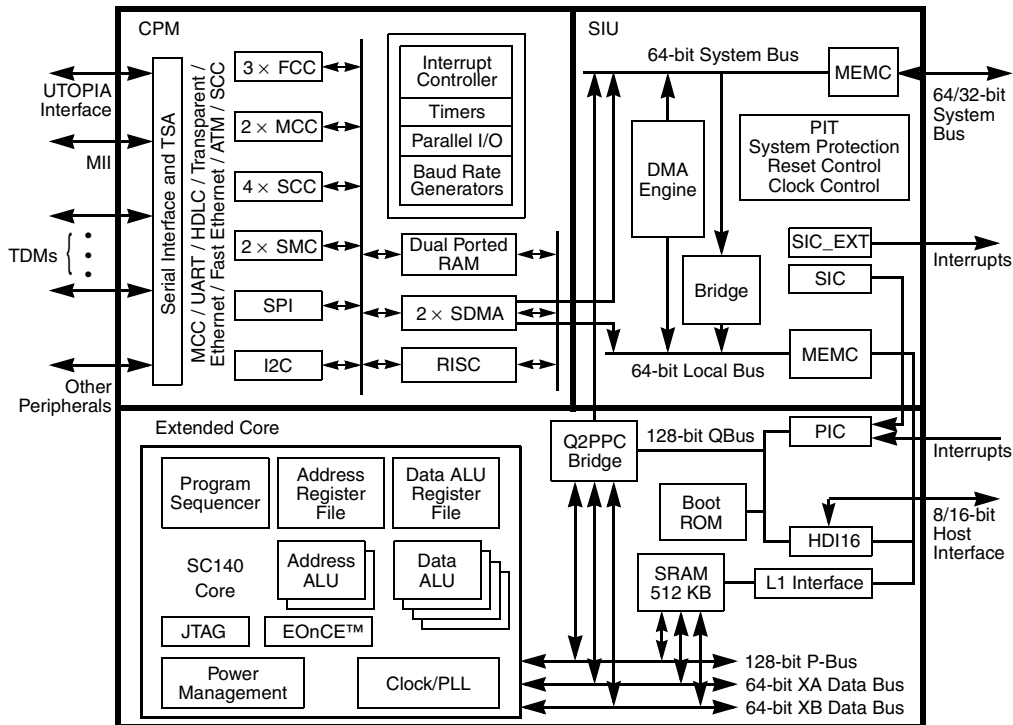 CPM
SIU
UTOPIA
Interface
MII
TDMs
Other
Peripherals
Serial Interface and TSA
MCC / UART / HDLC / Transparent /
Ethernet / Fast Ethernet / ATM / SCC
3 × FCC
2 × MCC
4 × SCC
2 × SMC
SPI
I2C
Interrupt
Controller
Timers
Parallel I/O
Baud Rate
Generators
Dual Ported
RAM
2 × SDMA
RISC
64-bit System Bus
MEMC
64/32-bit
System
Bus
PIT
System Protection
Reset Control
Clock Control
DMA
Engine
SIC_EXT
Interrupts
SIC
Bridge
MEMC
64-bit Local Bus
Extended Core
Program
Sequencer
Address
Register
File
Data ALU
Register
File
SC140
Core
Address
ALU
Data
ALU
JTAG
EOnCE™
Power
Management
Clock/PLL
Q2PPC
Bridge
128-bit QBus
PIC
Interrupts
Boot
ROM
HDI16
8/16-bit
Host
Interface
SRAM
512 KB
L1 Interface
128-bit P-Bus
64-bit XA Data Bus
64-bit XB Data Bus